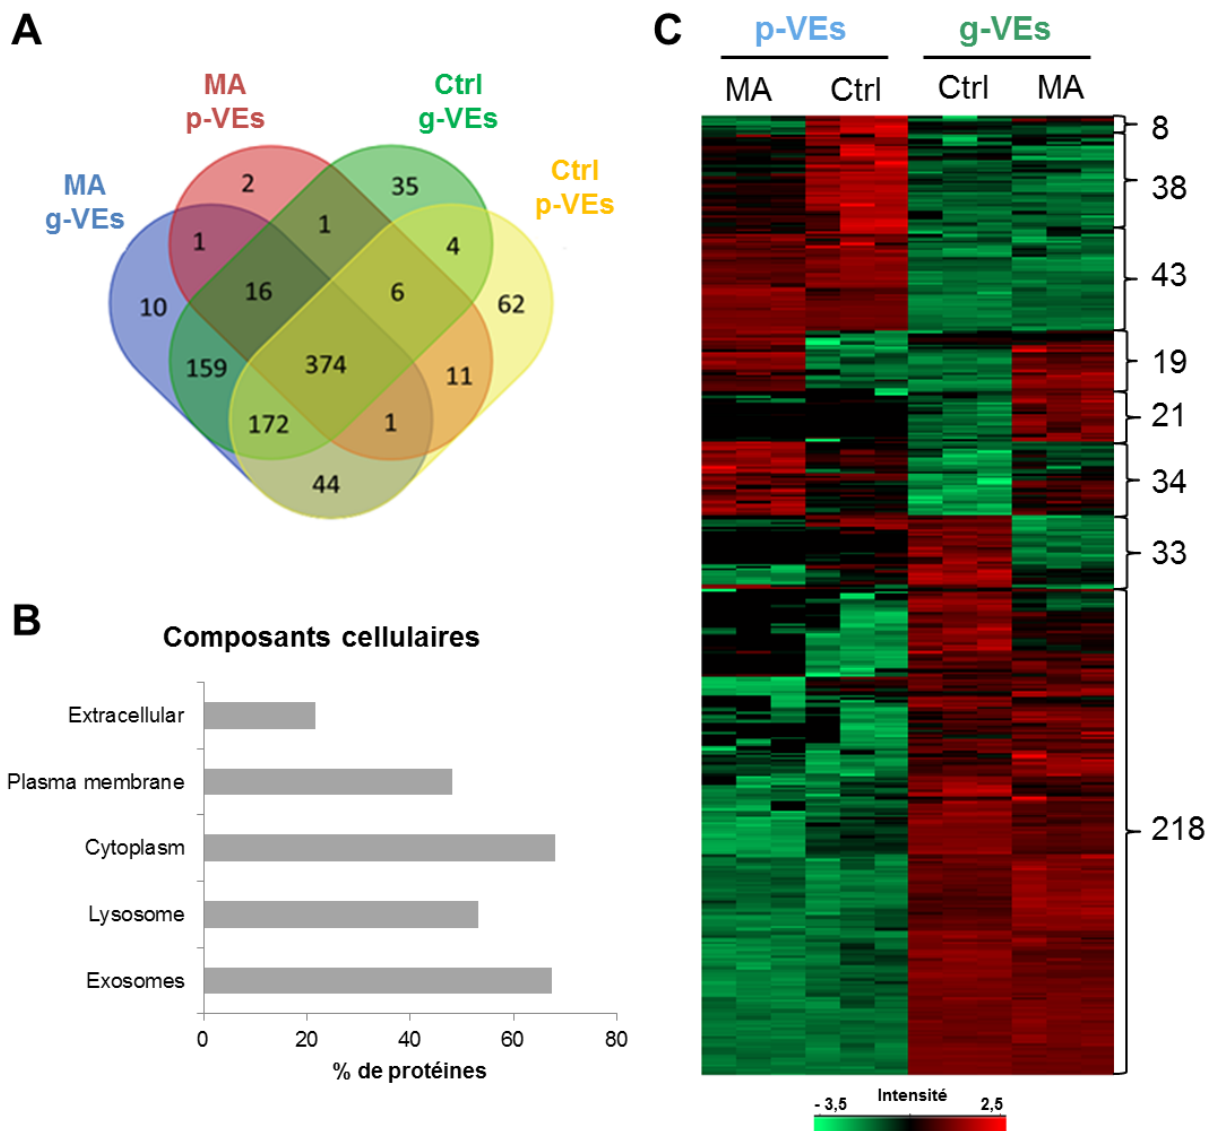 A
MA
p-VEs
Ctrl
g-VEs
MA
g-VEs
Ctrl
p-VEs
2
35
1
1
4
10
16
6
62
159
374
11
172
1
44
B
Composants cellulaires
Extracellular
Plasma membrane
Cytoplasm
Lysosome
Exosomes
0 20 40 60 80
% de protéines
C
p-VEs g-VEs
MA Ctrl Ctrl MA
8
38
43
19
21
34
33
218
Intensité
- 3,5 2,5